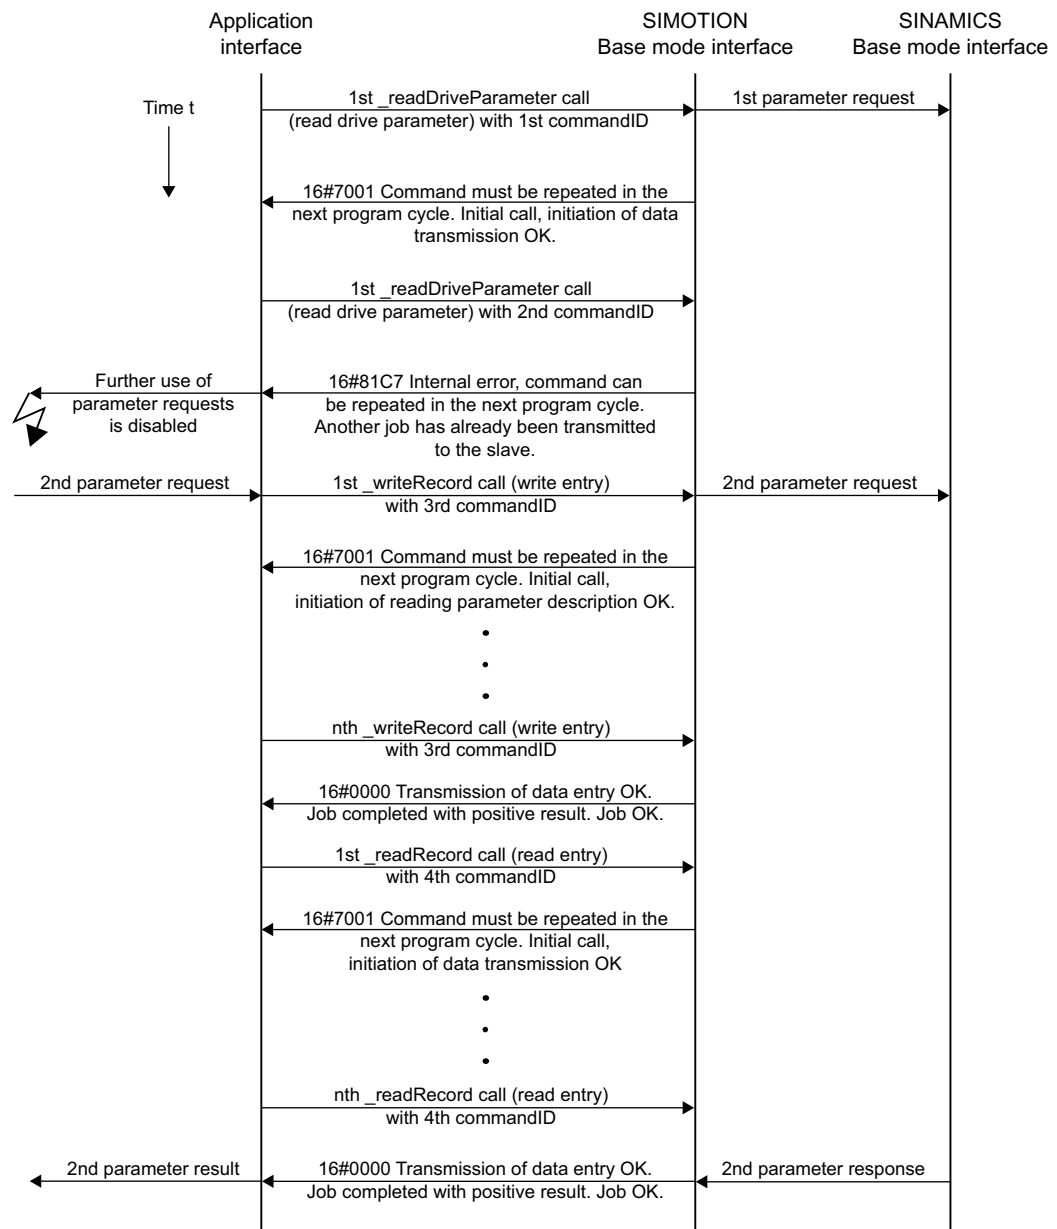 Application
interface
SIMOTION
Base mode interface
SINAMICS
Base mode interface
Time t
1st _readDriveParameter call
(read drive parameter) with 1st commandID
1st parameter request
16#7001 Command must be repeated in the
next program cycle. Initial call, initiation of data
transmission OK.
1st _readDriveParameter call
(read drive parameter) with 2nd commandID
Further use of
parameter requests
is disabled
16#81C7 Internal error, command can
be repeated in the next program cycle.
Another job has already been transmitted
to the slave.
2nd parameter request
1st _writeRecord call (write entry)
with 3rd commandID
2nd parameter request
16#7001 Command must be repeated in the
next program cycle. Initial call,
initiation of reading parameter description OK.
nth _writeRecord call (write entry)
with 3rd commandID
16#0000 Transmission of data entry OK.
Job completed with positive result. Job OK.
1st _readRecord call (read entry)
with 4th commandID
16#7001 Command must be repeated in the
next program cycle. Initial call,
initiation of data transmission OK
nth _readRecord call (read entry)
with 4th commandID
2nd parameter result
16#0000 Transmission of data entry OK.
Job completed with positive result. Job OK.
2nd parameter response